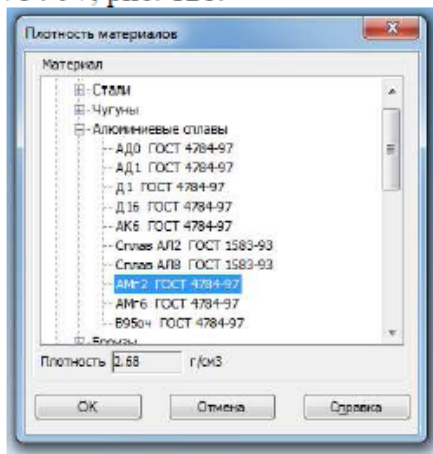 Плотность материалов
Материал
Стали
Чугуны
Алюминиевые сплавы
АД0 ГОСТ 4784-97
АД1 ГОСТ 4784-97
Д1 ГОСТ 4784-97
Д16 ГОСТ 4784-97
АК6 ГОСТ 4784-97
Сплав АЛ2 ГОСТ 1583-93
Сплав АЛ8 ГОСТ 1583-93
АМг2 ГОСТ 4784-97
АМг6 ГОСТ 4784-97
В95оч ГОСТ 4784-97
Бронзы
Плотность 2.68 г/см3
OK Отмена Справка